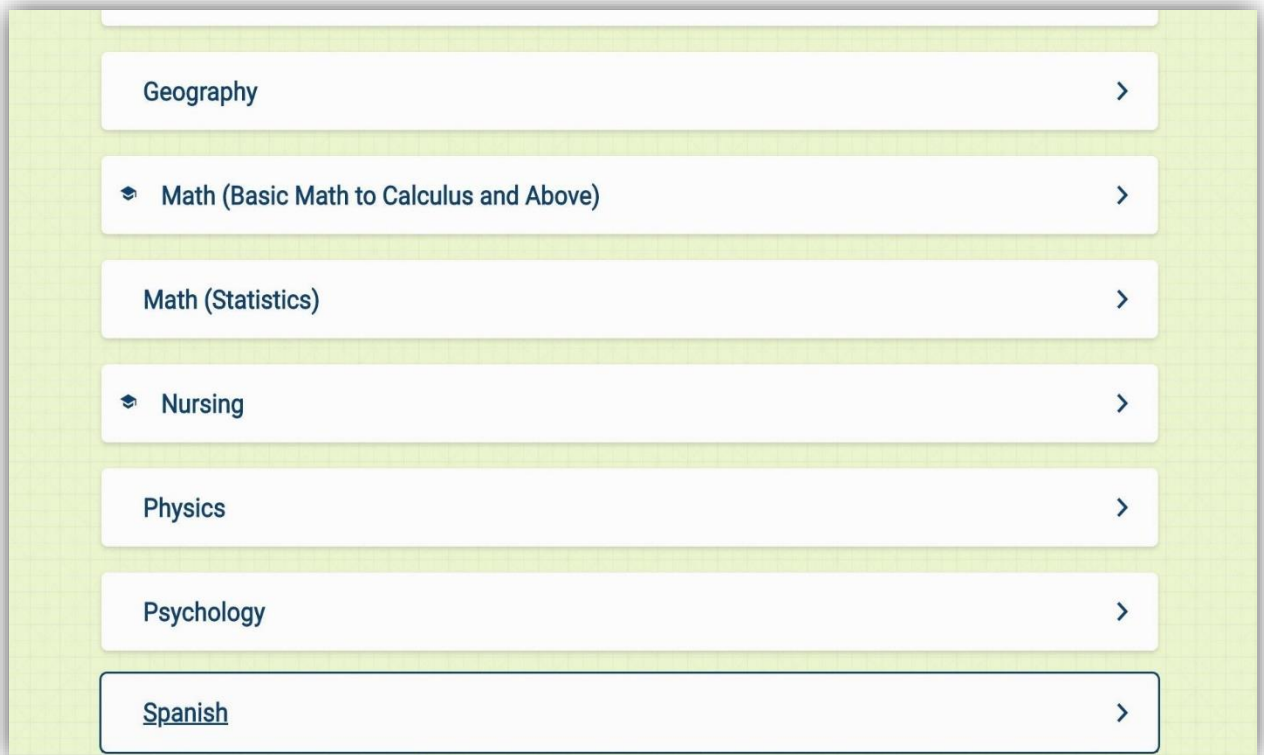 Geography
Math (Basic Math to Calculus and Above)
Math (Statistics)
Nursing
Physics
Psychology
Spanish